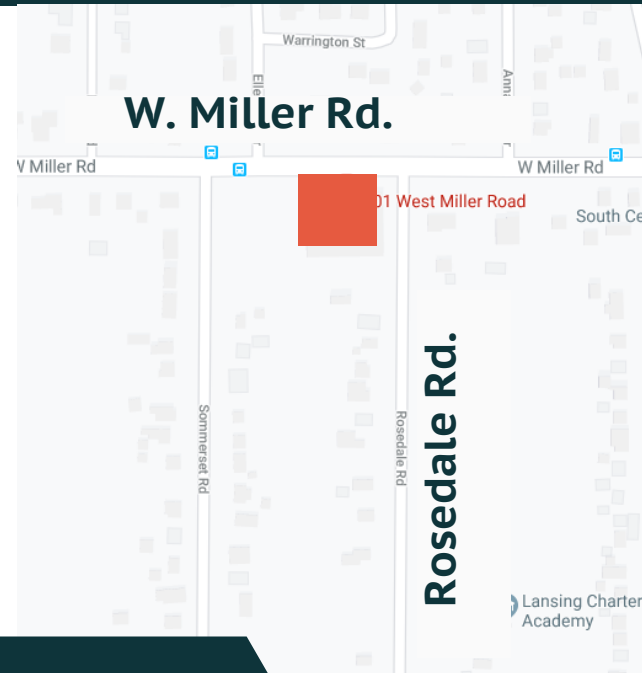 Warrington St
W. Miller Rd.
W Miller Rd
W Miller Rd
01 West Miller Road
South Ce
Sommerset Rd
Rosedale Rd
Rosedale Rd.
Lansing Charter
Academy